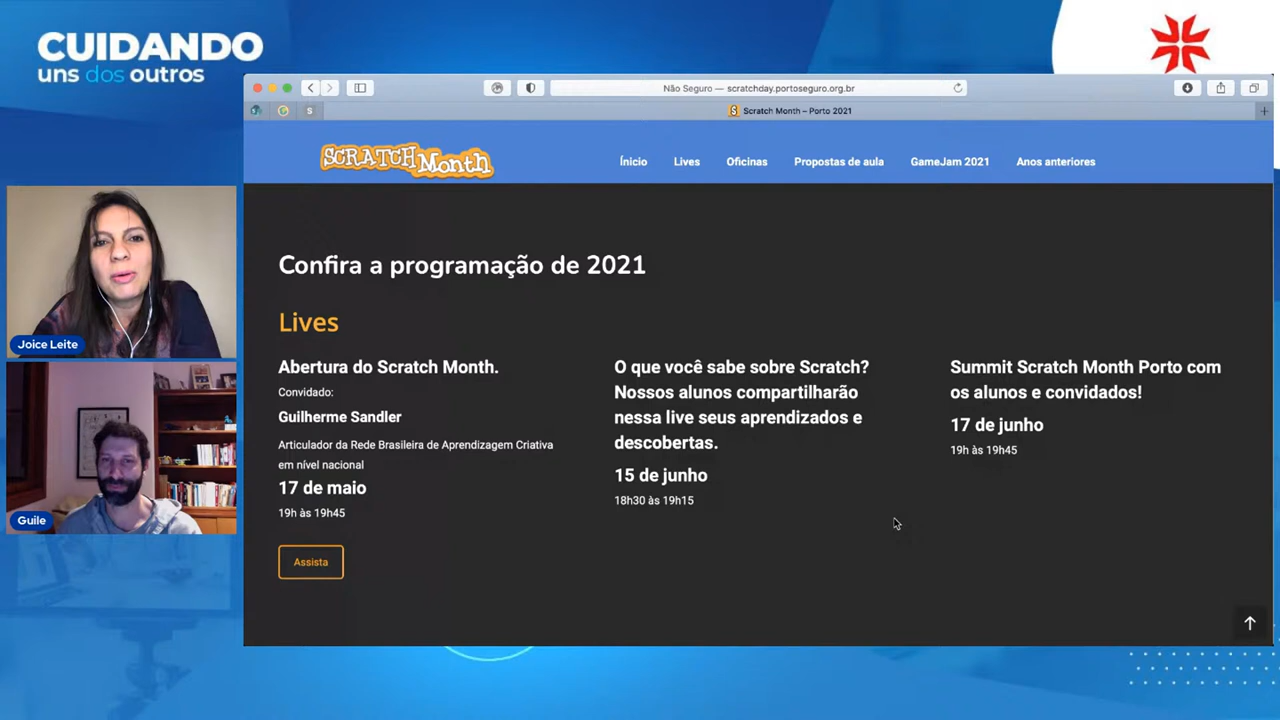 CUIDANDO
uns dos outros
Não Seguro — scratchday.portoseguro.org.br
S
Scratch Month – Porto 2021
SCRATCH Month
Ínicio
Lives
Oficinas
Propostas de aula
GameJam 2021
Anos anteriores
Confira a programação de 2021
Lives
Abertura do Scratch Month.
Convidado:
Guilherme Sandler
Articulador da Rede Brasileira de Aprendizagem Criativa
em nível nacional
17 de maio
19h às 19h45
Assista
O que você sabe sobre Scratch?
Nossos alunos compartilharão
nessa live seus aprendizados e
descobertas.
15 de junho
18h30 às 19h15
Summit Scratch Month Porto com
os alunos e convidados!
17 de junho
19h às 19h45
Joice Leite
Guile